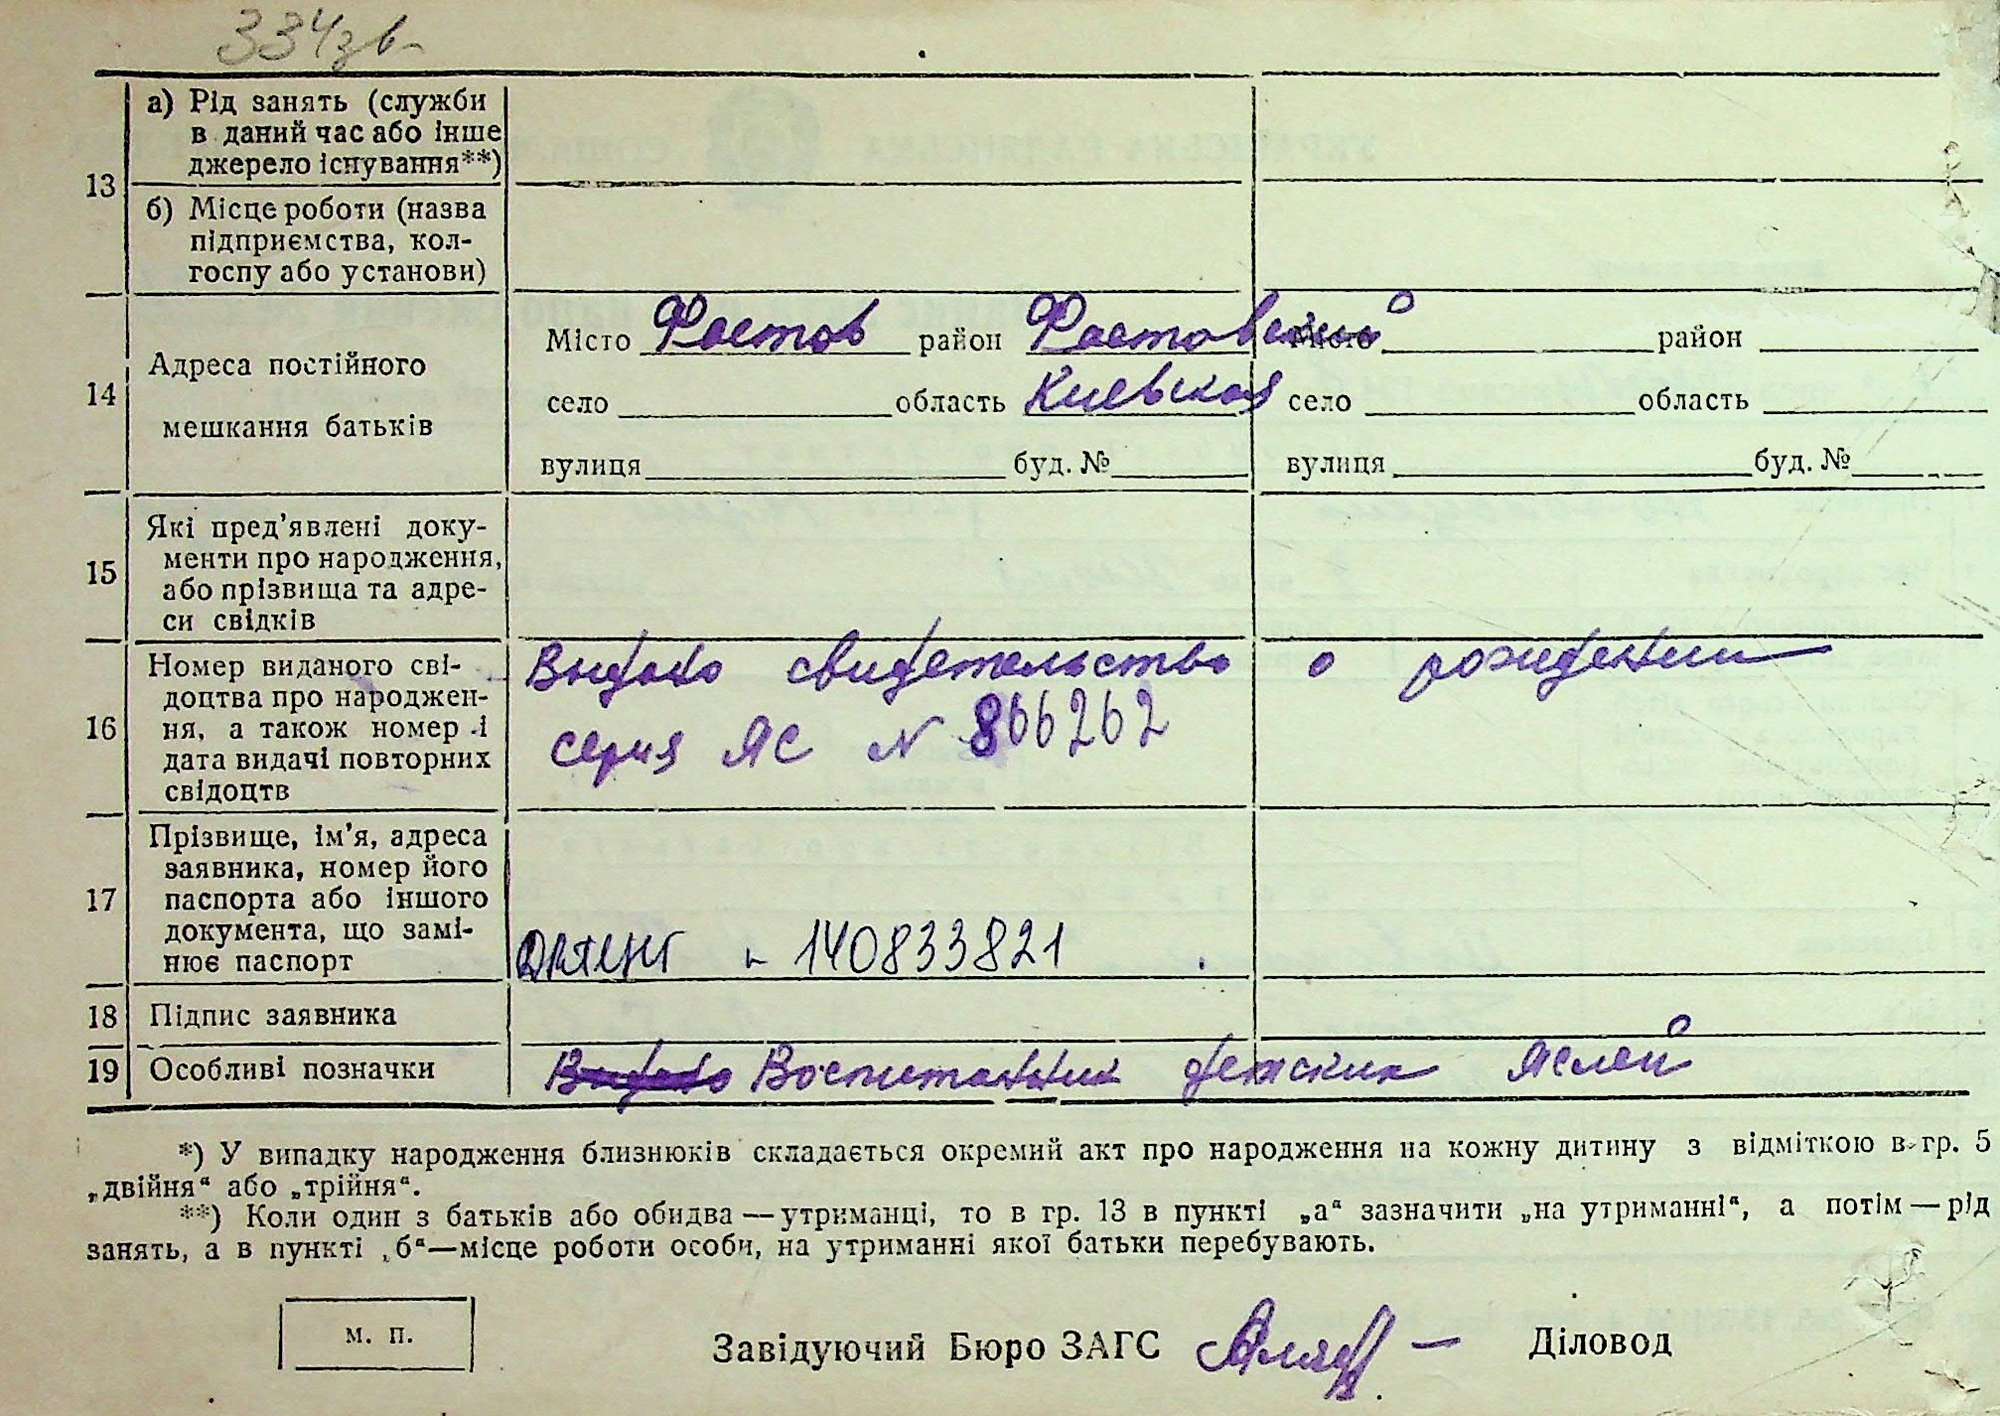 334зв
13
а) Рід занять (служби
в даний час або інше
джерело існування**)
б) Місце роботи (назва
підприємства, кол-
госпу або установи)
14
Адреса постійного
мешкання батьків
Місто Фастов район Фастовский Місто район
село область Киевская село область
вулиця буд. № вулиця буд. №
15
Які пред'явлені доку-
менти про народження,
або прізвища та адре-
си свідків
16
Номер виданого сві-
доцтва про народжен-
ня, а також номер і
дата видачі повторних
свідоцтв
Выдано свидетельство о рождении
серия ЯС N 866262
17
Прізвище, ім'я, адреса
заявника, номер його
паспорта або іншого
документа, що замі-
нює паспорт
140833821
18 Підпис заявника
19 Особливі позначки Выдано Воспитанник детских яслей
*) У випадку народження близнюків складається окремий акт про народження на кожну дитину з відміткою в гр. 5
„двійня“ або „трійня“.
**) Коли один з батьків або обидва — утриманці, то в гр. 13 в пункті „а“ зазначити „на утриманні“, а потім — рід
занять, а в пункті „б“—місце роботи особи, на утриманні якої батьки перебувають.
м. п.
Завідуючий Бюро ЗАГС Діловод